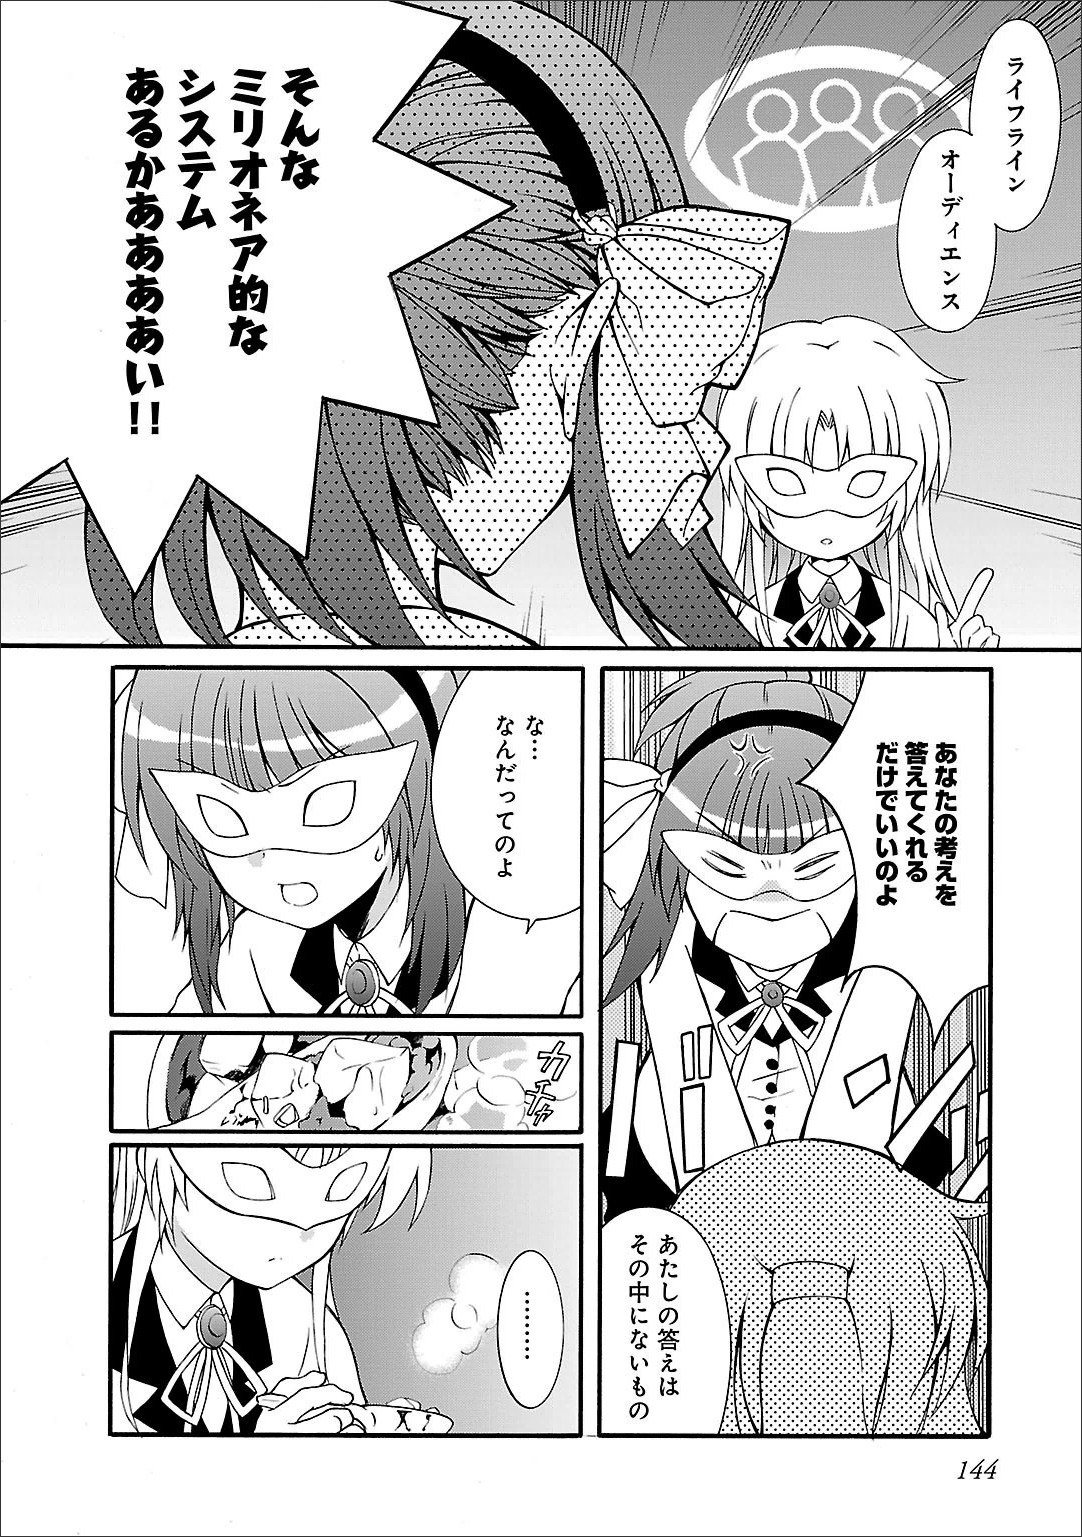 ライフライン
オーディエンス
そんな
ミリオネア的な
システム
あるかああああい!!
あなたの考えを
答えてくれる
だけでいいのよ
バン
バン
あたしの答えは
その中にないもの
な…
なんだってのよ
カチャ
………
144